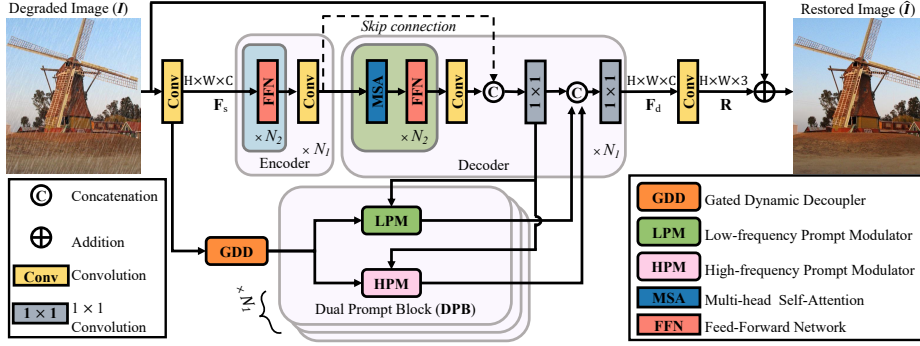 Degraded Image (I)
Restored Image (Î)
Skip connection
Conv
H×W×C
F_s
FFN
×N_2
Conv
×N_1
Encoder
MSA
FFN
×N_2
Conv
C
1×1
C
1×1
×N_1
Decoder
H×W×C
F_d
Conv
H×W×3
R
GDD
LPM
HPM
×N_1
Dual Prompt Block (DPB)
C Concatenation
Addition
Conv Convolution
1 × 1 1 × 1
Convolution
GDD Gated Dynamic Decoupler
LPM Low-frequency Prompt Modulator
HPM High-frequency Prompt Modulator
MSA Multi-head Self-Attention
FFN Feed-Forward Network